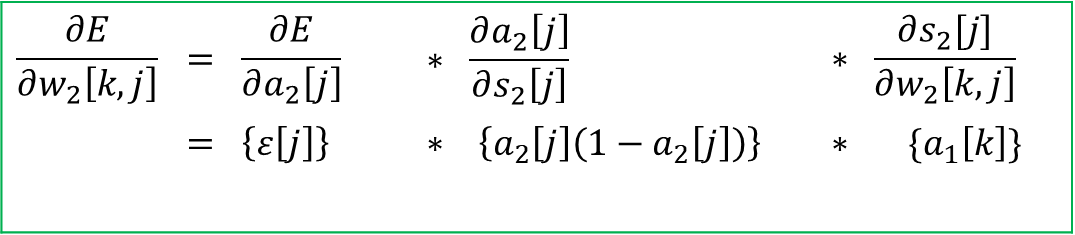 ∂E/∂w₂[k, j] = ∂E/∂a₂[j] * ∂a₂[j]/∂s₂[j] * ∂s₂[j]/∂w₂[k, j]
= {ε[j]} * {a₂[j](1 − a₂[j])} * {a₁[k]}